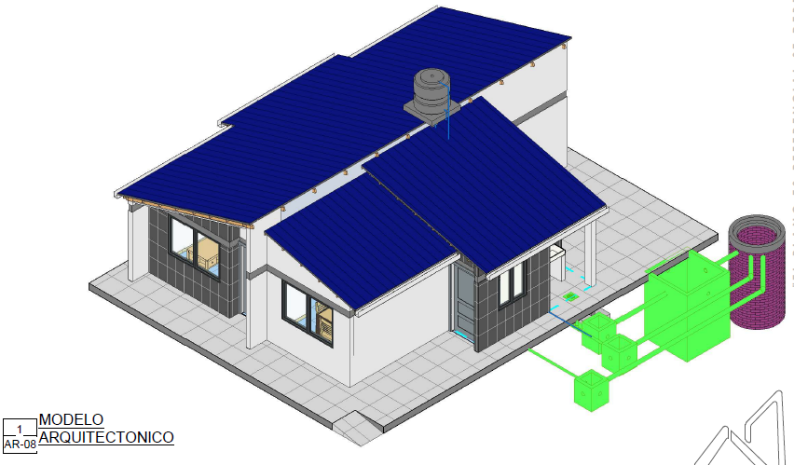 1
AR-08
MODELO
ARQUITECTONICO